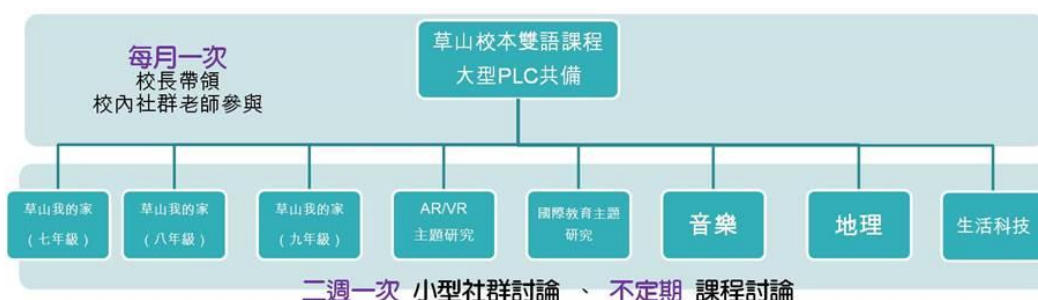 草山校本雙語課程
大型PLC共備
每月一次
校長帶領
校內社群老師參與
草山我的家
（七年級）
草山我的家
（八年級）
草山我的家
（九年級）
AR/VR
主題研究
國際教育主題
研究
音樂
地理
生活科技
二週一次 小型社群討論 、 不定期 課程討論